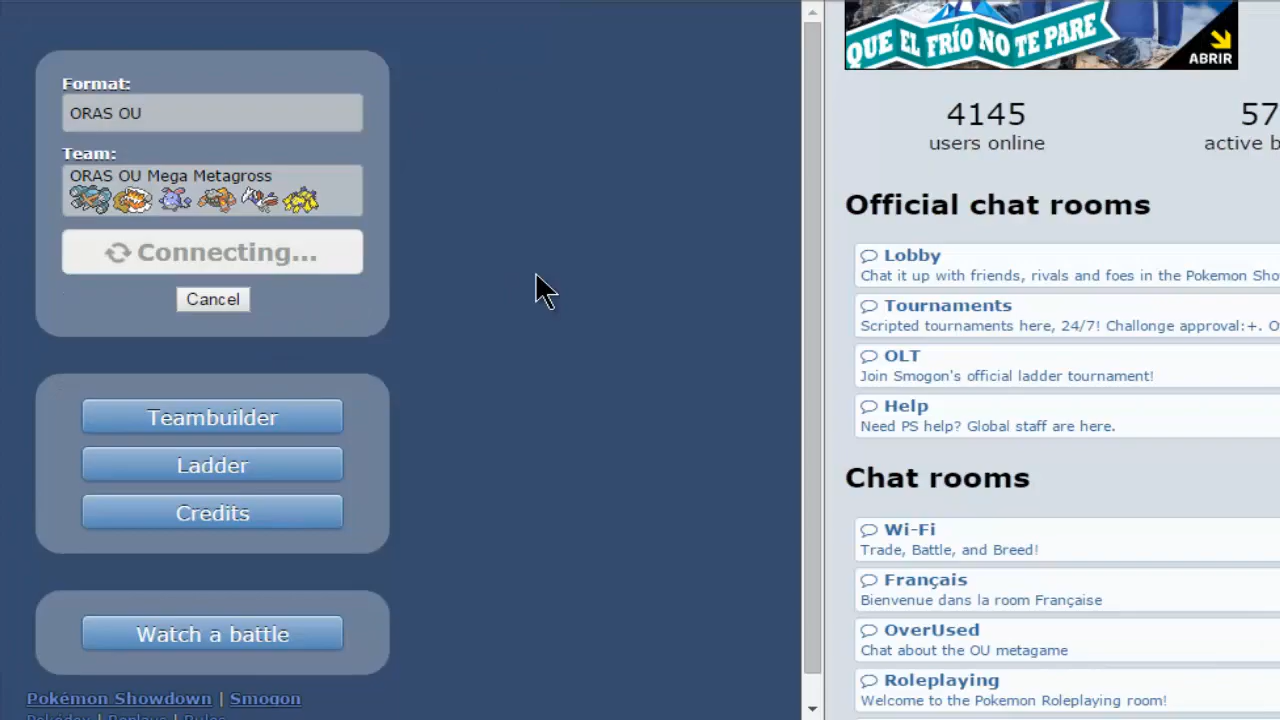 Format:
ORAS OU
Team:
ORAS OU Mega Metagross
Connecting...
Cancel
Teambuilder
Ladder
Credits
Watch a battle
Pokémon Showdown | Smogon
Pokédex | Replays | Rules
QUE EL FRÍO NO TE PARE
ABRIR
4145
users online
57
active b
Official chat rooms
Lobby
Chat it up with friends, rivals and foes in the Pokemon Sho
Tournaments
Scripted tournaments here, 24/7! Challonge approval:+. O
OLT
Join Smogon's official ladder tournament!
Help
Need PS help? Global staff are here.
Chat rooms
Wi-Fi
Trade, Battle, and Breed!
Français
Bienvenue dans la room Française
OverUsed
Chat about the OU metagame
Roleplaying
Welcome to the Pokemon Roleplaying room!